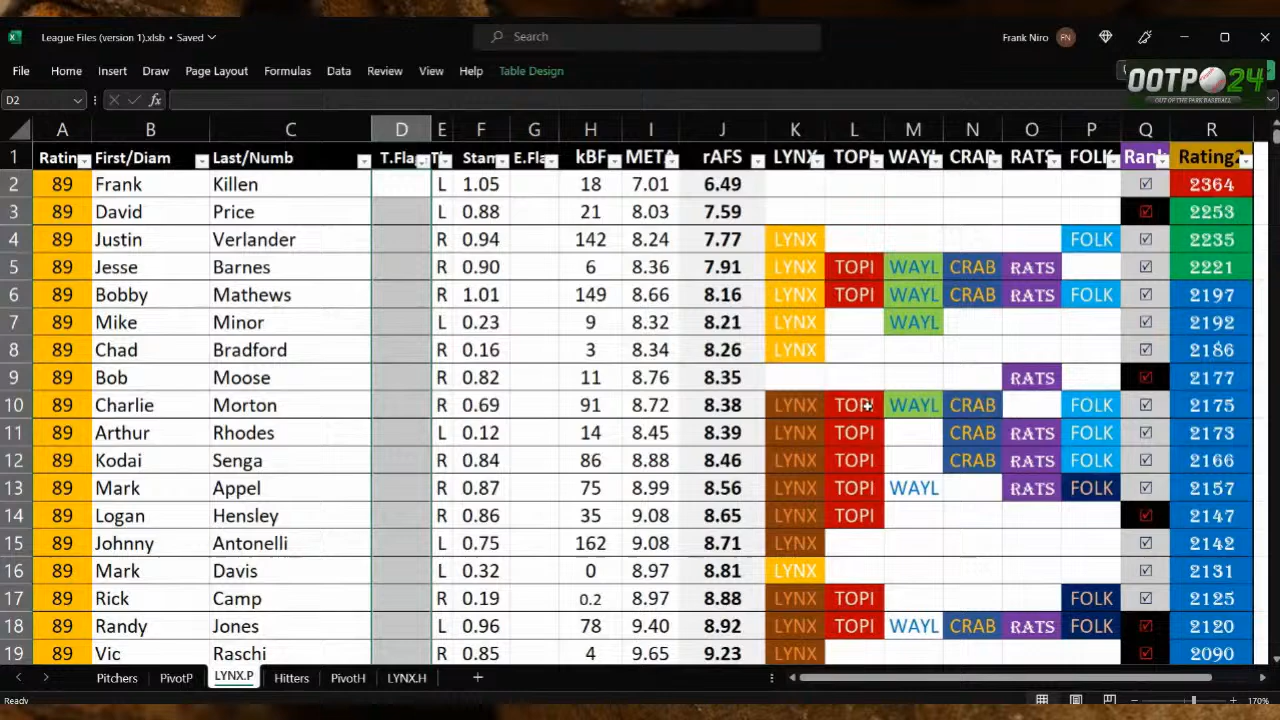 League Files (version 1).xlsb • Saved
Search
Frank Niro FN
File Home Insert Draw Page Layout Formulas Data Review View Help Table Design
OOTP 24
OUT OF THE PARK BASEBALL
D2 fx
A B C D E F G H I J K L M N O P Q R
1 Ratin First/Diam Last/Numb T.Fla T Stam E.Fla kBF META rAFS LYNX TOPI WAYL CRAB RATS FOLK Rank Rating2
2 89 Frank Killen L 1.05 18 7.01 6.49 ☑ 2364
3 89 David Price L 0.88 21 8.03 7.59 ☑ 2253
4 89 Justin Verlander R 0.94 142 8.24 7.77 LYNX FOLK ☑ 2235
5 89 Jesse Barnes R 0.90 6 8.36 7.91 LYNX TOPI WAYL CRAB RATS ☑ 2221
6 89 Bobby Mathews R 1.01 149 8.66 8.16 LYNX TOPI WAYL CRAB RATS FOLK ☑ 2197
7 89 Mike Minor L 0.23 9 8.32 8.21 LYNX WAYL ☑ 2192
8 89 Chad Bradford R 0.16 3 8.34 8.26 LYNX ☑ 2186
9 89 Bob Moose R 0.82 11 8.76 8.35 RATS ☑ 2177
10 89 Charlie Morton R 0.69 91 8.72 8.38 LYNX TOPI WAYL CRAB FOLK ☑ 2175
11 89 Arthur Rhodes L 0.12 14 8.45 8.39 LYNX TOPI CRAB RATS FOLK ☑ 2173
12 89 Kodai Senga R 0.84 86 8.88 8.46 LYNX TOPI CRAB RATS FOLK ☑ 2166
13 89 Mark Appel R 0.87 75 8.99 8.56 LYNX TOPI WAYL RATS FOLK ☑ 2157
14 89 Logan Hensley R 0.86 35 9.08 8.65 LYNX TOPI ☑ 2147
15 89 Johnny Antonelli L 0.75 162 9.08 8.71 LYNX ☑ 2142
16 89 Mark Davis L 0.32 0 8.97 8.81 LYNX ☑ 2131
17 89 Rick Camp R 0.19 0.2 8.97 8.88 LYNX TOPI FOLK ☑ 2125
18 89 Randy Jones L 0.96 78 9.40 8.92 LYNX TOPI WAYL CRAB RATS FOLK ☑ 2120
19 89 Vic Raschi R 0.85 4 9.65 9.23 LYNX ☑ 2090
Pitchers PivotP LYNX.P Hitters PivotH LYNX.H
Ready 170%